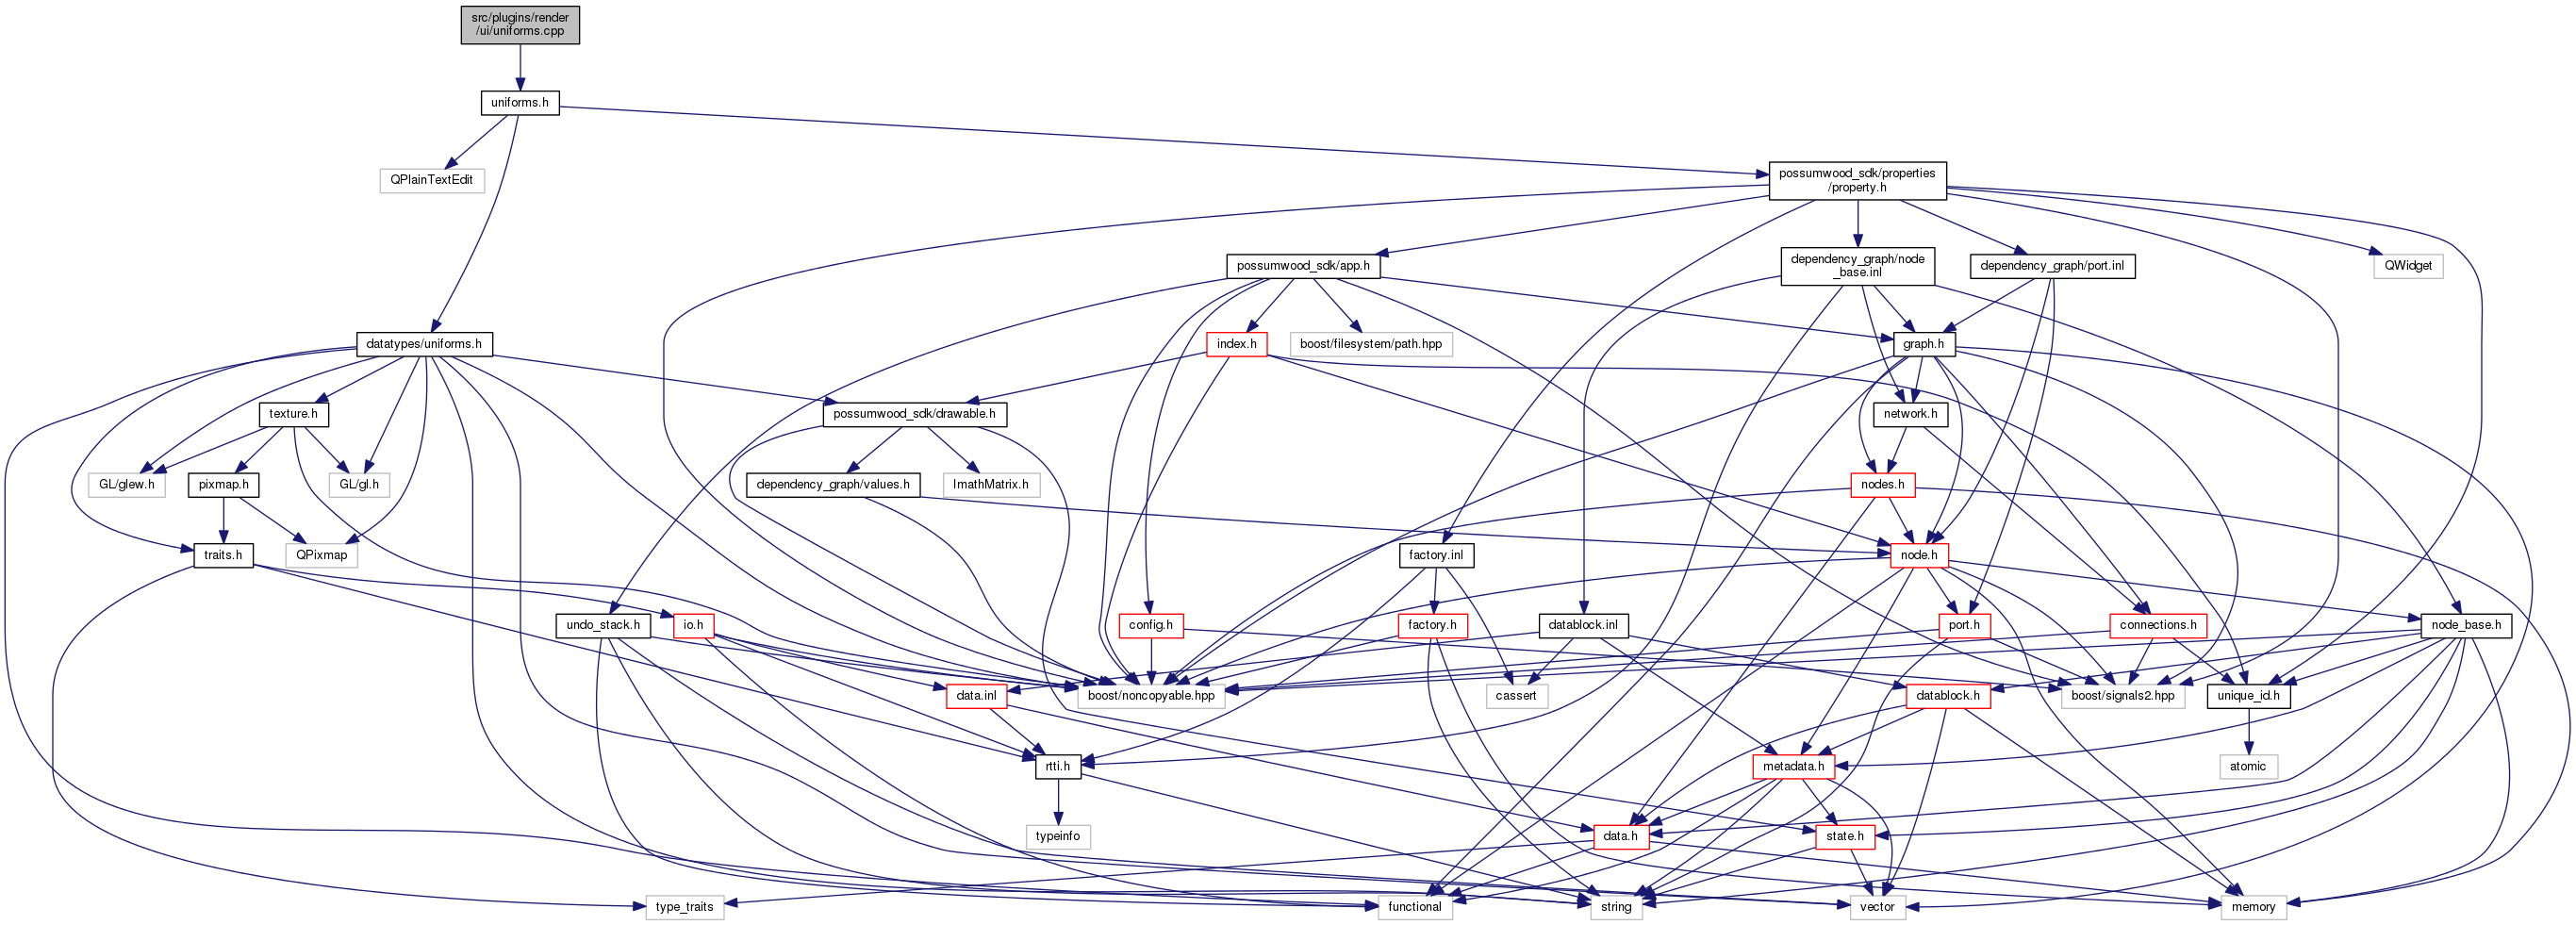 src/plugins/render
/ui/uniforms.cpp
uniforms.h
QPlainTextEdit
possumwood_sdk/properties
/property.h
possumwood_sdk/app.h
dependency_graph/node
_base.inl
dependency_graph/port.inl
QWidget
datatypes/uniforms.h
index.h
boost/filesystem/path.hpp
graph.h
texture.h
possumwood_sdk/drawable.h
network.h
GL/glew.h
pixmap.h
GL/gl.h
dependency_graph/values.h
ImathMatrix.h
nodes.h
traits.h
QPixmap
factory.inl
node.h
undo_stack.h
io.h
config.h
factory.h
datablock.inl
port.h
connections.h
node_base.h
data.inl
boost/noncopyable.hpp
cassert
datablock.h
boost/signals2.hpp
unique_id.h
rtti.h
metadata.h
atomic
typeinfo
data.h
state.h
type_traits
functional
string
vector
memory